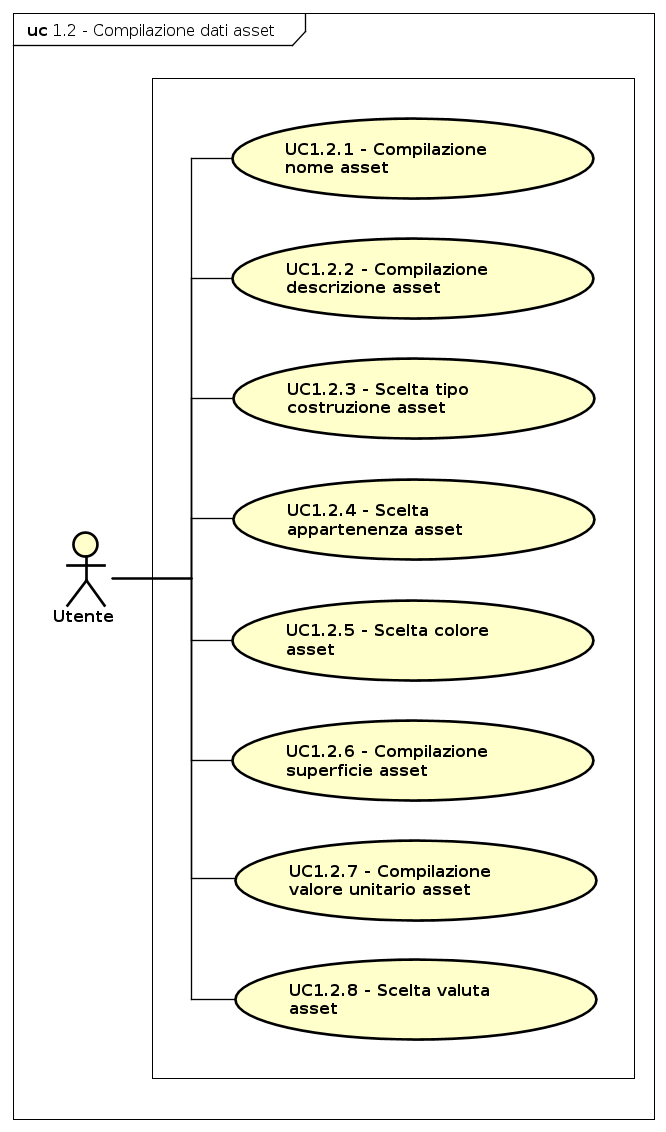 uc 1.2 - Compilazione dati asset
UC1.2.1 - Compilazione
nome asset
UC1.2.2 - Compilazione
descrizione asset
UC1.2.3 - Scelta tipo
costruzione asset
UC1.2.4 - Scelta
appartenenza asset
Utente
UC1.2.5 - Scelta colore
asset
UC1.2.6 - Compilazione
superficie asset
UC1.2.7 - Compilazione
valore unitario asset
UC1.2.8 - Scelta valuta
asset